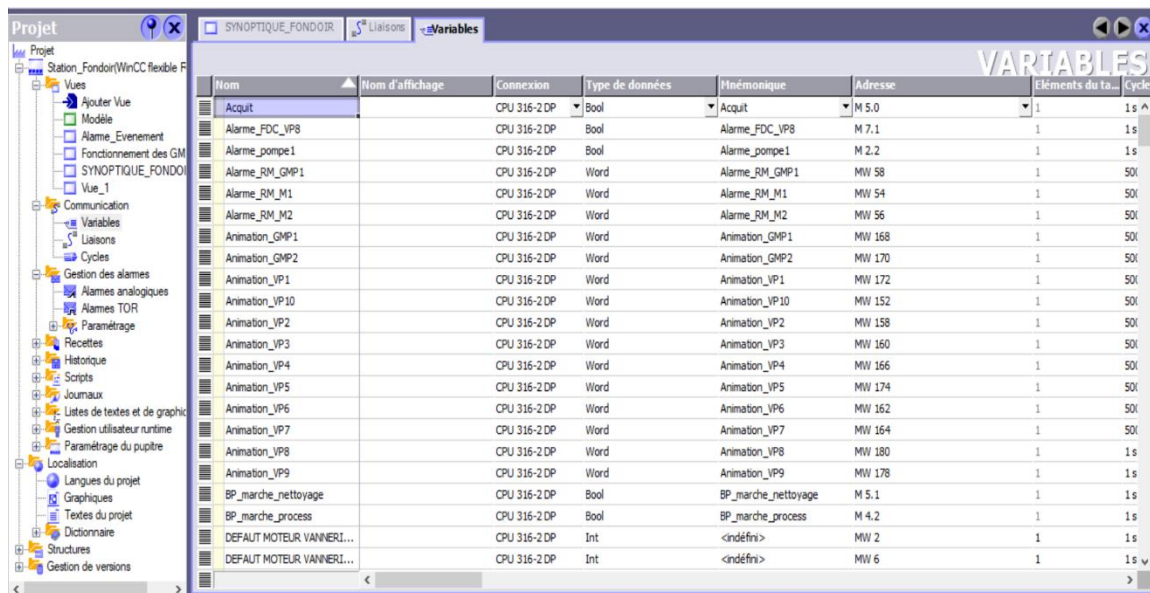 Projet
SYNOPTIQUE_FONDOIR Liaisons Variables
VARIABLES
Projet
Station_Fondoir(WinCC flexible R
Vues
Ajouter Vue
Modèle
Alarme_Evenement
Fonctionnement des GM
SYNOPTIQUE_FONDOI
Vue_1
Communication
Variables
Liaisons
Cycles
Gestion des alarmes
Alarmes analogiques
Alarmes TOR
Paramétrage
Recettes
Historique
Scripts
Journaux
Listes de textes et de graphic
Gestion utilisateur runtime
Paramétrage du pupitre
Localisation
Langues du projet
Graphiques
Textes du projet
Dictionnaire
Structures
Gestion de versions
Nom Nom d'affichage Connexion Type de données Mnémonique Adresse Eléments du ta... Cycle
Acquit CPU 316-2 DP Bool Acquit M 5.0 1 1 s
Alarme_FDC_VP8 CPU 316-2 DP Bool Alarme_FDC_VP8 M 7.1 1 1 s
Alarme_pompe1 CPU 316-2 DP Bool Alarme_pompe1 M 2.2 1 1 s
Alarme_RM_GMP1 CPU 316-2 DP Word Alarme_RM_GMP1 MW 58 1 500
Alarme_RM_M1 CPU 316-2 DP Word Alarme_RM_M1 MW 54 1 500
Alarme_RM_M2 CPU 316-2 DP Word Alarme_RM_M2 MW 56 1 500
Animation_GMP1 CPU 316-2 DP Word Animation_GMP1 MW 168 1 500
Animation_GMP2 CPU 316-2 DP Word Animation_GMP2 MW 170 1 500
Animation_VP1 CPU 316-2 DP Word Animation_VP1 MW 172 1 500
Animation_VP10 CPU 316-2 DP Word Animation_VP10 MW 152 1 500
Animation_VP2 CPU 316-2 DP Word Animation_VP2 MW 158 1 500
Animation_VP3 CPU 316-2 DP Word Animation_VP3 MW 160 1 500
Animation_VP4 CPU 316-2 DP Word Animation_VP4 MW 166 1 500
Animation_VP5 CPU 316-2 DP Word Animation_VP5 MW 174 1 500
Animation_VP6 CPU 316-2 DP Word Animation_VP6 MW 162 1 500
Animation_VP7 CPU 316-2 DP Word Animation_VP7 MW 164 1 500
Animation_VP8 CPU 316-2 DP Word Animation_VP8 MW 180 1 1 s
Animation_VP9 CPU 316-2 DP Word Animation_VP9 MW 178 1 1 s
BP_marche_nettoyage CPU 316-2 DP Bool BP_marche_nettoyage M 5.1 1 1 s
BP_marche_process CPU 316-2 DP Bool BP_marche_process M 4.2 1 1 s
DEFAUT MOTEUR VANNERI... CPU 316-2 DP Int <indéfini> MW 2 1 1 s
DEFAUT MOTEUR VANNERI... CPU 316-2 DP Int <indéfini> MW 6 1 1 s